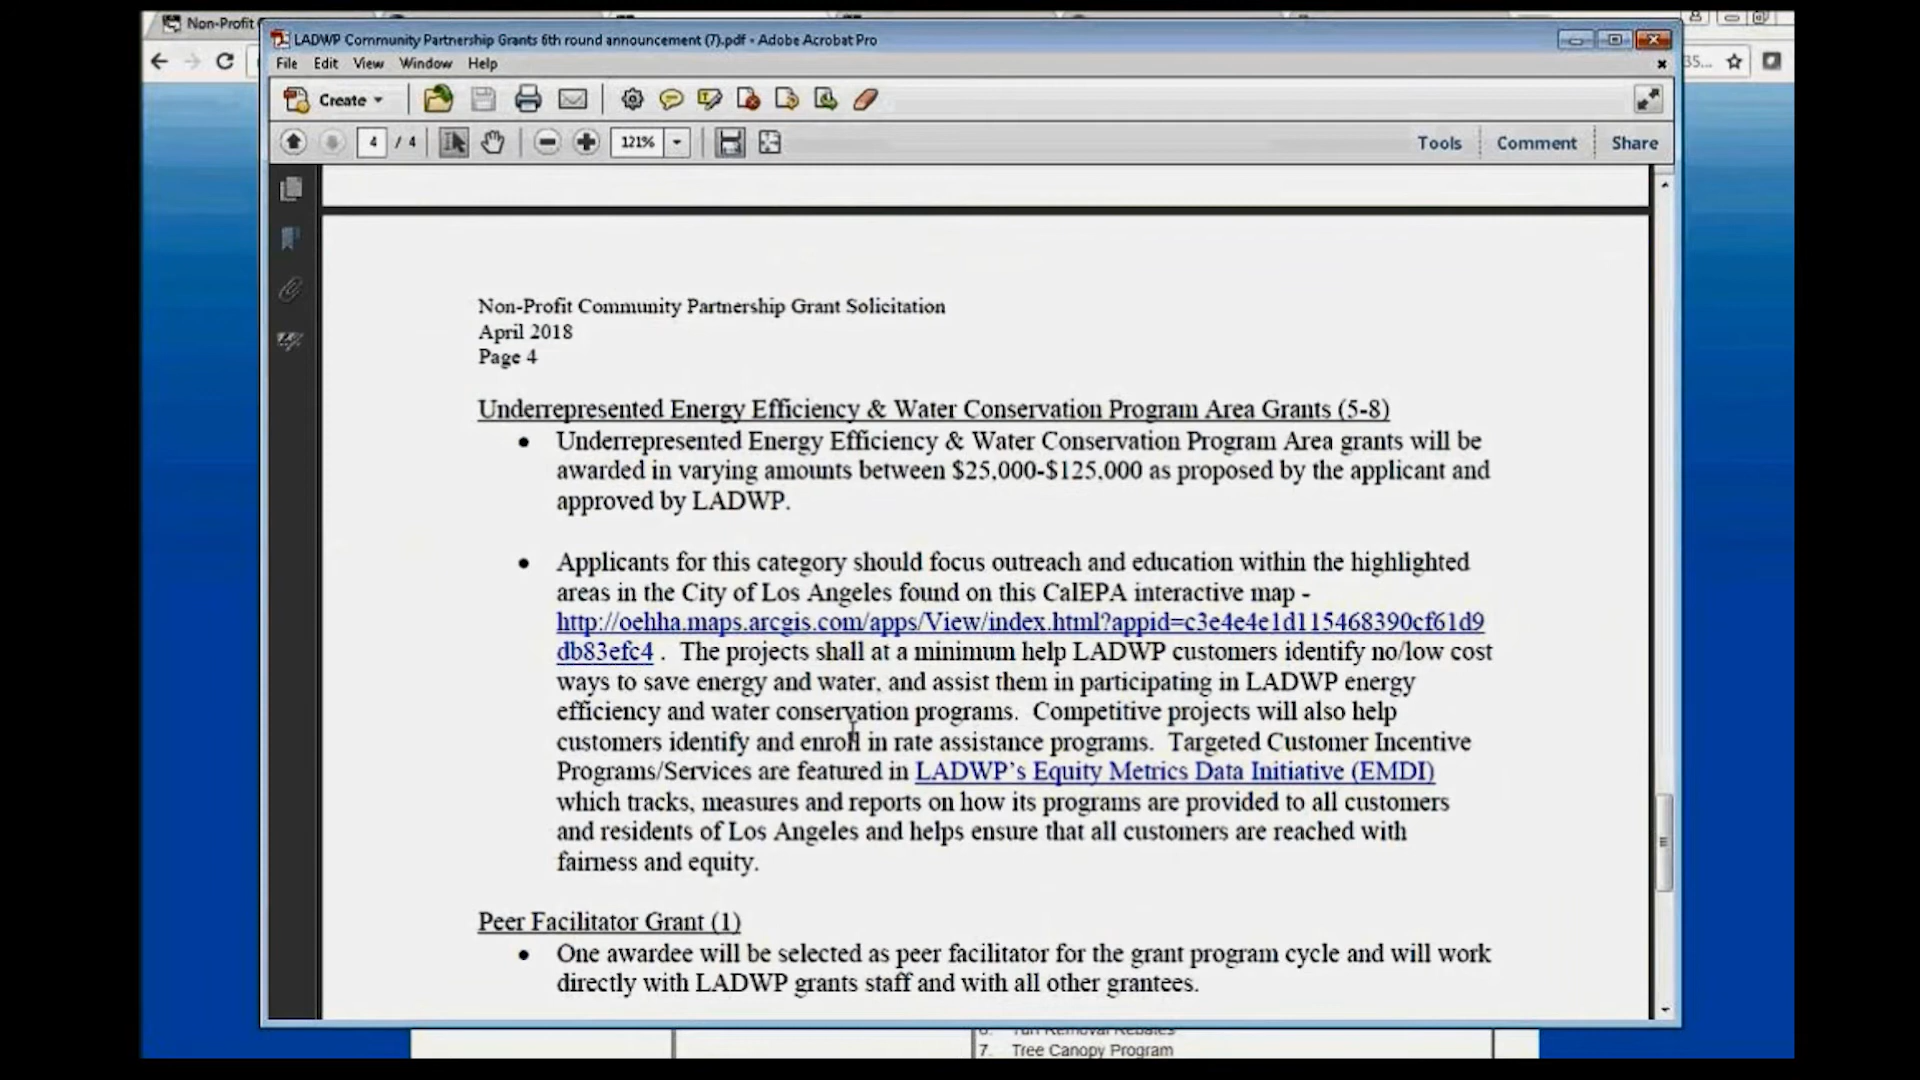 Non-Profit
LADWP Community Partnership Grants 6th round announcement (7).pdf - Adobe Acrobat Pro
File Edit View Window Help
35...
Create
4 / 4 121% Tools Comment Share
Non-Profit Community Partnership Grant Solicitation
April 2018
Page 4
Underrepresented Energy Efficiency & Water Conservation Program Area Grants (5-8)
• Underrepresented Energy Efficiency & Water Conservation Program Area grants will be
awarded in varying amounts between $25,000-$125,000 as proposed by the applicant and
approved by LADWP.
• Applicants for this category should focus outreach and education within the highlighted
areas in the City of Los Angeles found on this CalEPA interactive map -
http://oehha.maps.arcgis.com/apps/View/index.html?appid=c3e4e4e1d115468390cf61d9
db83efc4 . The projects shall at a minimum help LADWP customers identify no/low cost
ways to save energy and water, and assist them in participating in LADWP energy
efficiency and water conservation programs. Competitive projects will also help
customers identify and enroll in rate assistance programs. Targeted Customer Incentive
Programs/Services are featured in LADWP's Equity Metrics Data Initiative (EMDI)
which tracks, measures and reports on how its programs are provided to all customers
and residents of Los Angeles and helps ensure that all customers are reached with
fairness and equity.
Peer Facilitator Grant (1)
• One awardee will be selected as peer facilitator for the grant program cycle and will work
directly with LADWP grants staff and with all other grantees.
6. Turf Removal Rebates
7. Tree Canopy Program